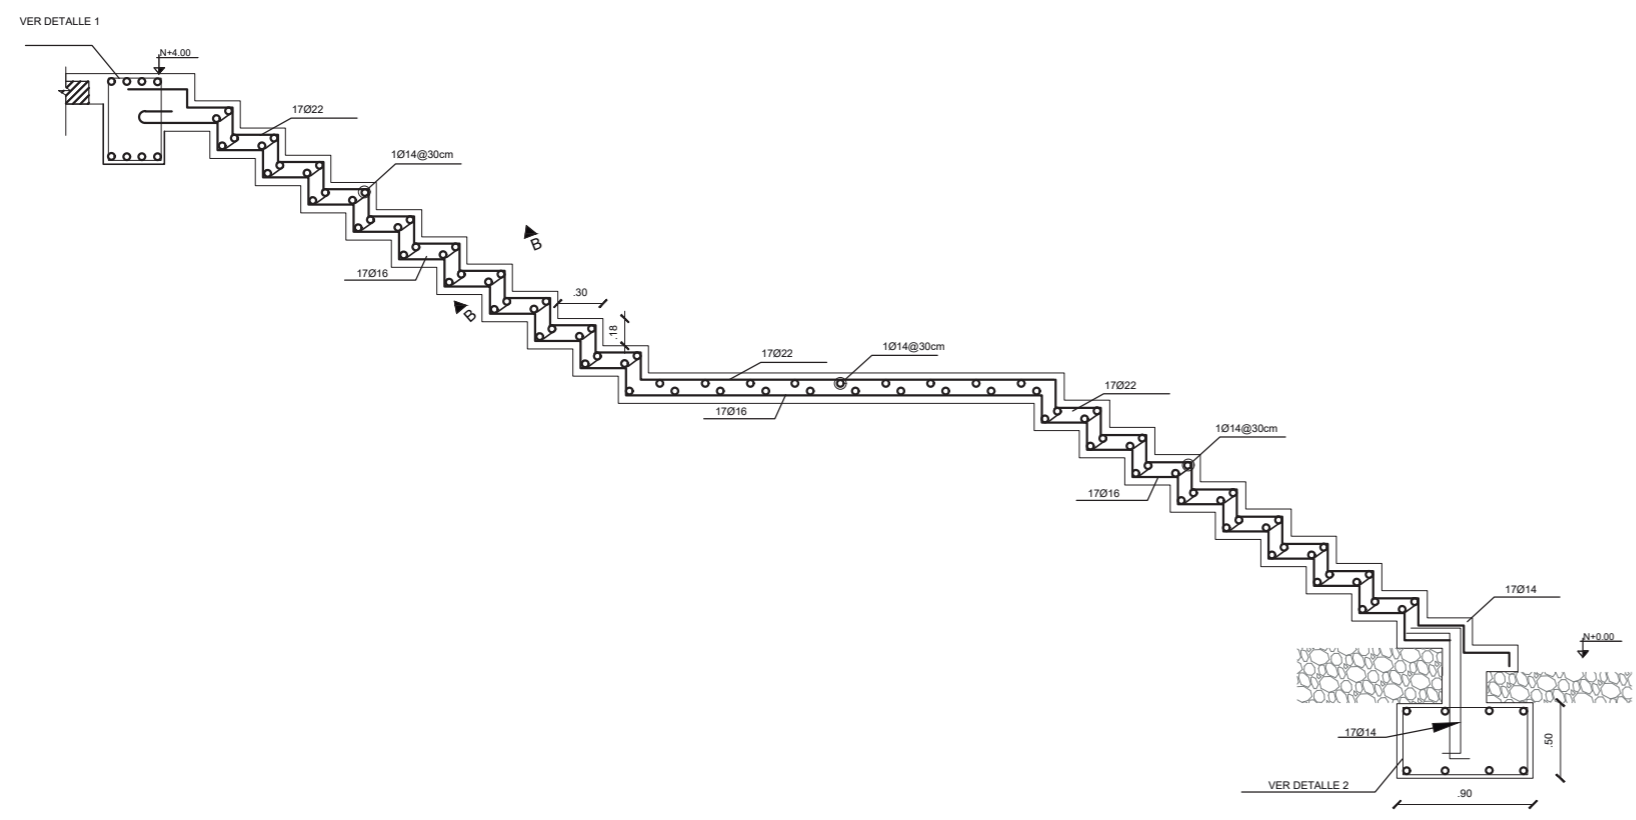 VER DETALLE 1
N+4.00
17Ø22
1Ø14@30cm
B
17Ø16
B
.30
.18
17Ø22
1Ø14@30cm
17Ø16
17Ø22
1Ø14@30cm
17Ø16
17Ø14
N+0.00
17Ø14
.50
VER DETALLE 2
.90